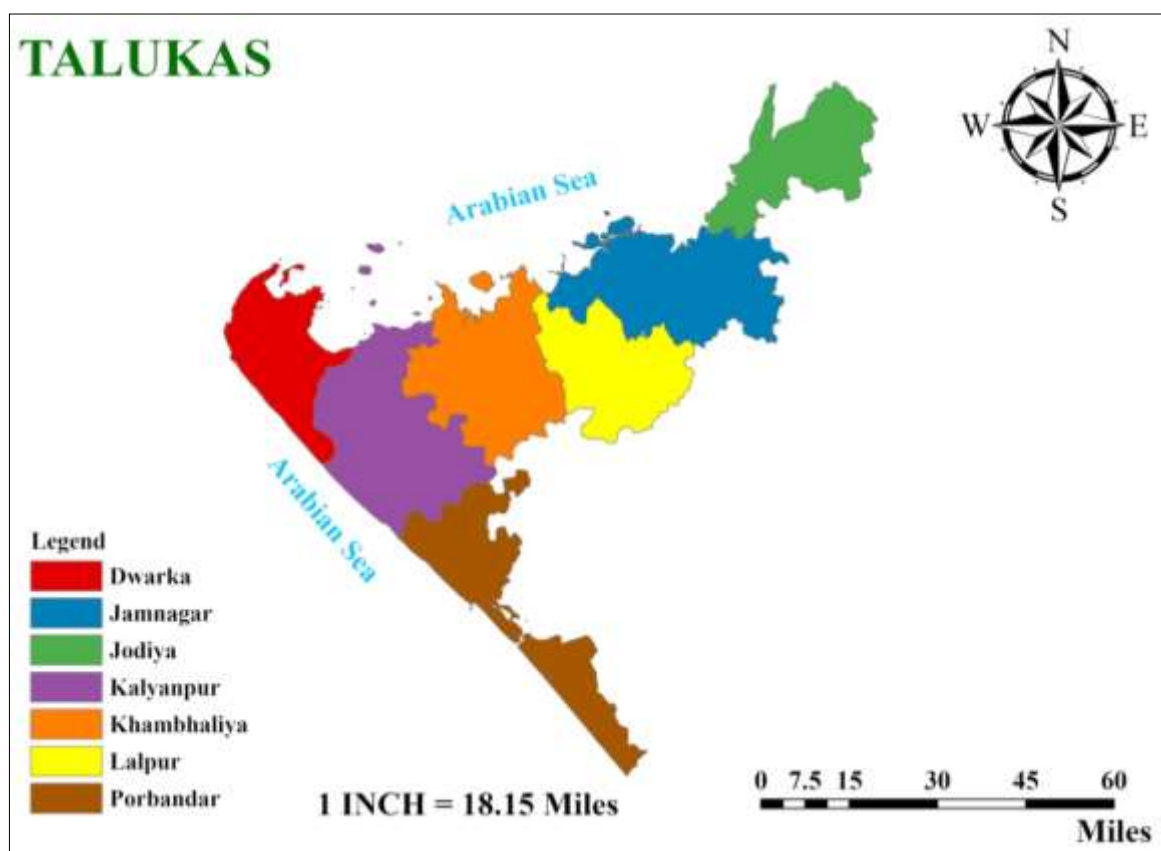 TALUKAS
N
W E
S
Arabian Sea
Arabian Sea
Legend
Dwarka
Jamnagar
Jodiya
Kalyanpur
Khambhaliya
Lalpur
Porbandar
1 INCH = 18.15 Miles
0 7.5 15 30 45 60
Miles